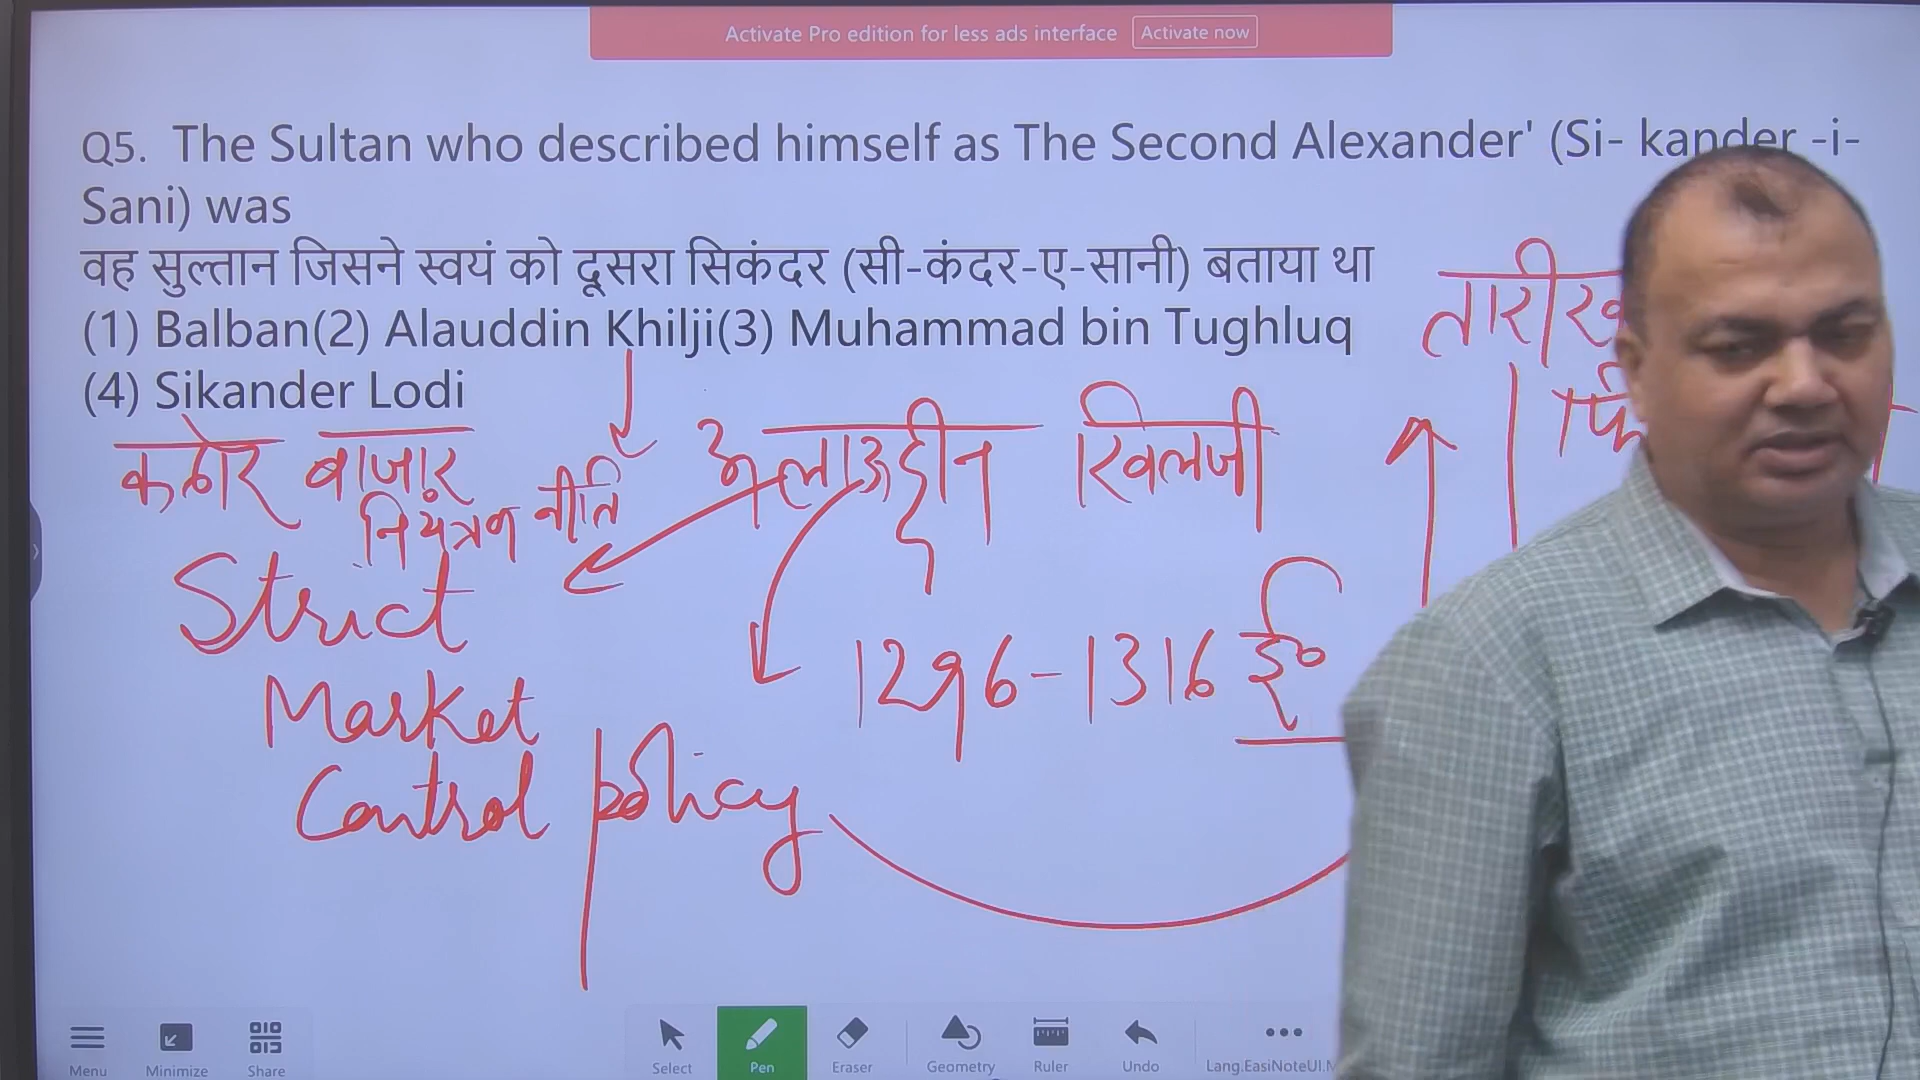 Activate Pro edition for less ads interface Activate now
Q5. The Sultan who described himself as The Second Alexander' (Si- kander -i-
Sani) was
वह सुल्तान जिसने स्वयं को दूसरा सिकंदर (सी-कंदर-ए-सानी) बताया था
(1) Balban(2) Alauddin Khilji(3) Muhammad bin Tughluq
(4) Sikander Lodi
तारीख
कठोर बाजार
नियंत्रण नीति
अलाउद्दीन खिलजी
Strict
Market
Control policy
1296-1316 ई०
Menu Minimize Share Select Pen Eraser Geometry Ruler Undo Lang.EasiNoteUI.M